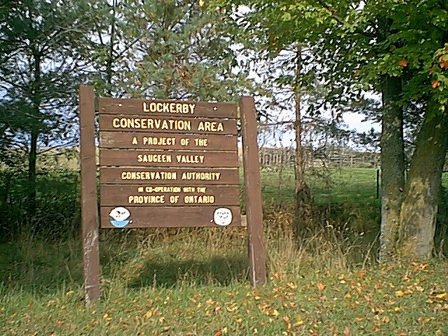 LOCKERBY
CONSERVATION AREA
A PROJECT OF THE
SAUGEEN VALLEY
CONSERVATION AUTHORITY
IN CO-OPERATION WITH THE
PROVINCE OF ONTARIO